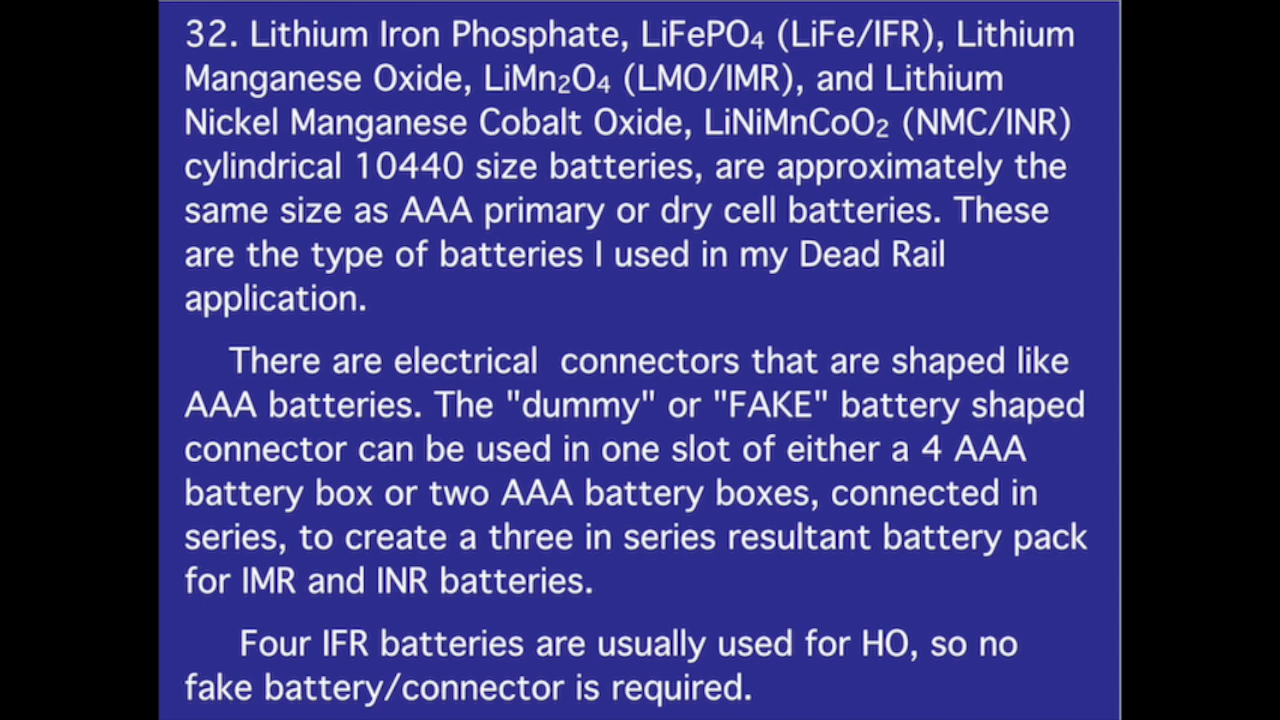 32. Lithium Iron Phosphate, LiFePO₄ (LiFe/IFR), Lithium
Manganese Oxide, LiMn₂O₄ (LMO/IMR), and Lithium
Nickel Manganese Cobalt Oxide, LiNiMnCoO₂ (NMC/INR)
cylindrical 10440 size batteries, are approximately the
same size as AAA primary or dry cell batteries. These
are the type of batteries I used in my Dead Rail
application.
There are electrical  connectors that are shaped like
AAA batteries. The "dummy" or "FAKE" battery shaped
connector can be used in one slot of either a 4 AAA
battery box or two AAA battery boxes, connected in
series, to create a three in series resultant battery pack
for IMR and INR batteries.
Four IFR batteries are usually used for HO, so no
fake battery/connector is required.